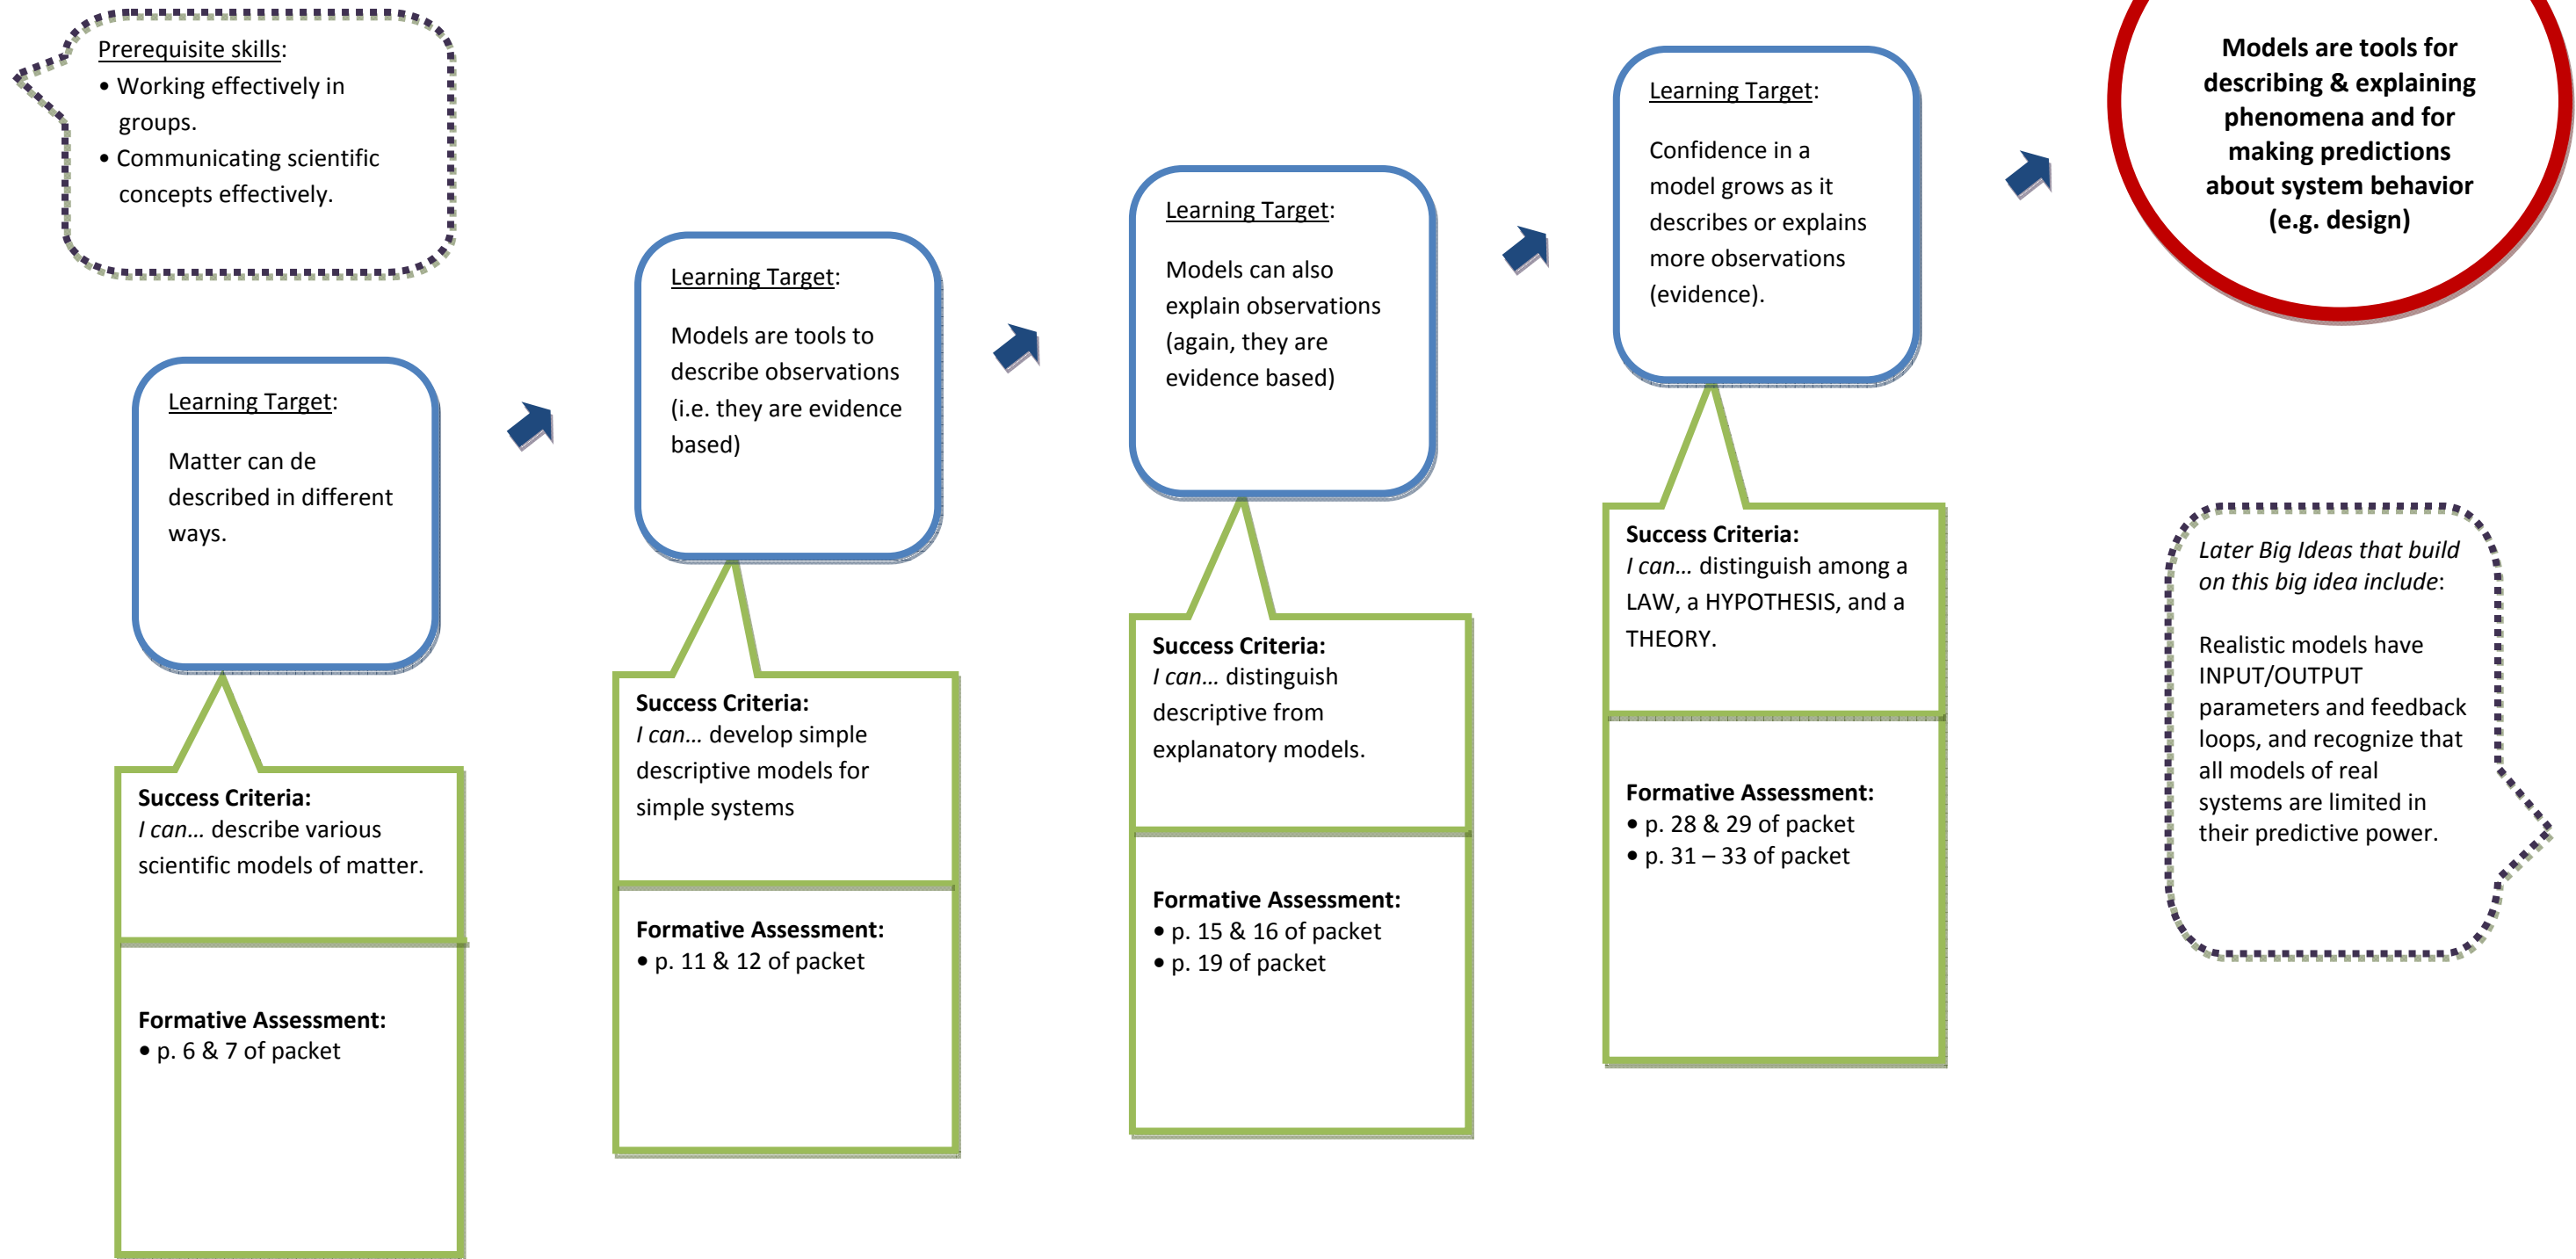 Prerequisite skills:
• Working effectively in
groups.
• Communicating scientific
concepts effectively.
Learning Target:
Matter can de
described in different
ways.
Success Criteria:
I can… describe various
scientific models of matter.
Formative Assessment:
• p. 6 & 7 of packet
Learning Target:
Models are tools to
describe observations
(i.e. they are evidence
based)
Success Criteria:
I can… develop simple
descriptive models for
simple systems
Formative Assessment:
• p. 11 & 12 of packet
Learning Target:
Models can also
explain observations
(again, they are
evidence based)
Success Criteria:
I can… distinguish
descriptive from
explanatory models.
Formative Assessment:
• p. 15 & 16 of packet
• p. 19 of packet
Learning Target:
Confidence in a
model grows as it
describes or explains
more observations
(evidence).
Success Criteria:
I can… distinguish among a
LAW, a HYPOTHESIS, and a
THEORY.
Formative Assessment:
• p. 28 & 29 of packet
• p. 31 – 33 of packet
Models are tools for
describing & explaining
phenomena and for
making predictions
about system behavior
(e.g. design)
Later Big Ideas that build
on this big idea include:
Realistic models have
INPUT/OUTPUT
parameters and feedback
loops, and recognize that
all models of real
systems are limited in
their predictive power.